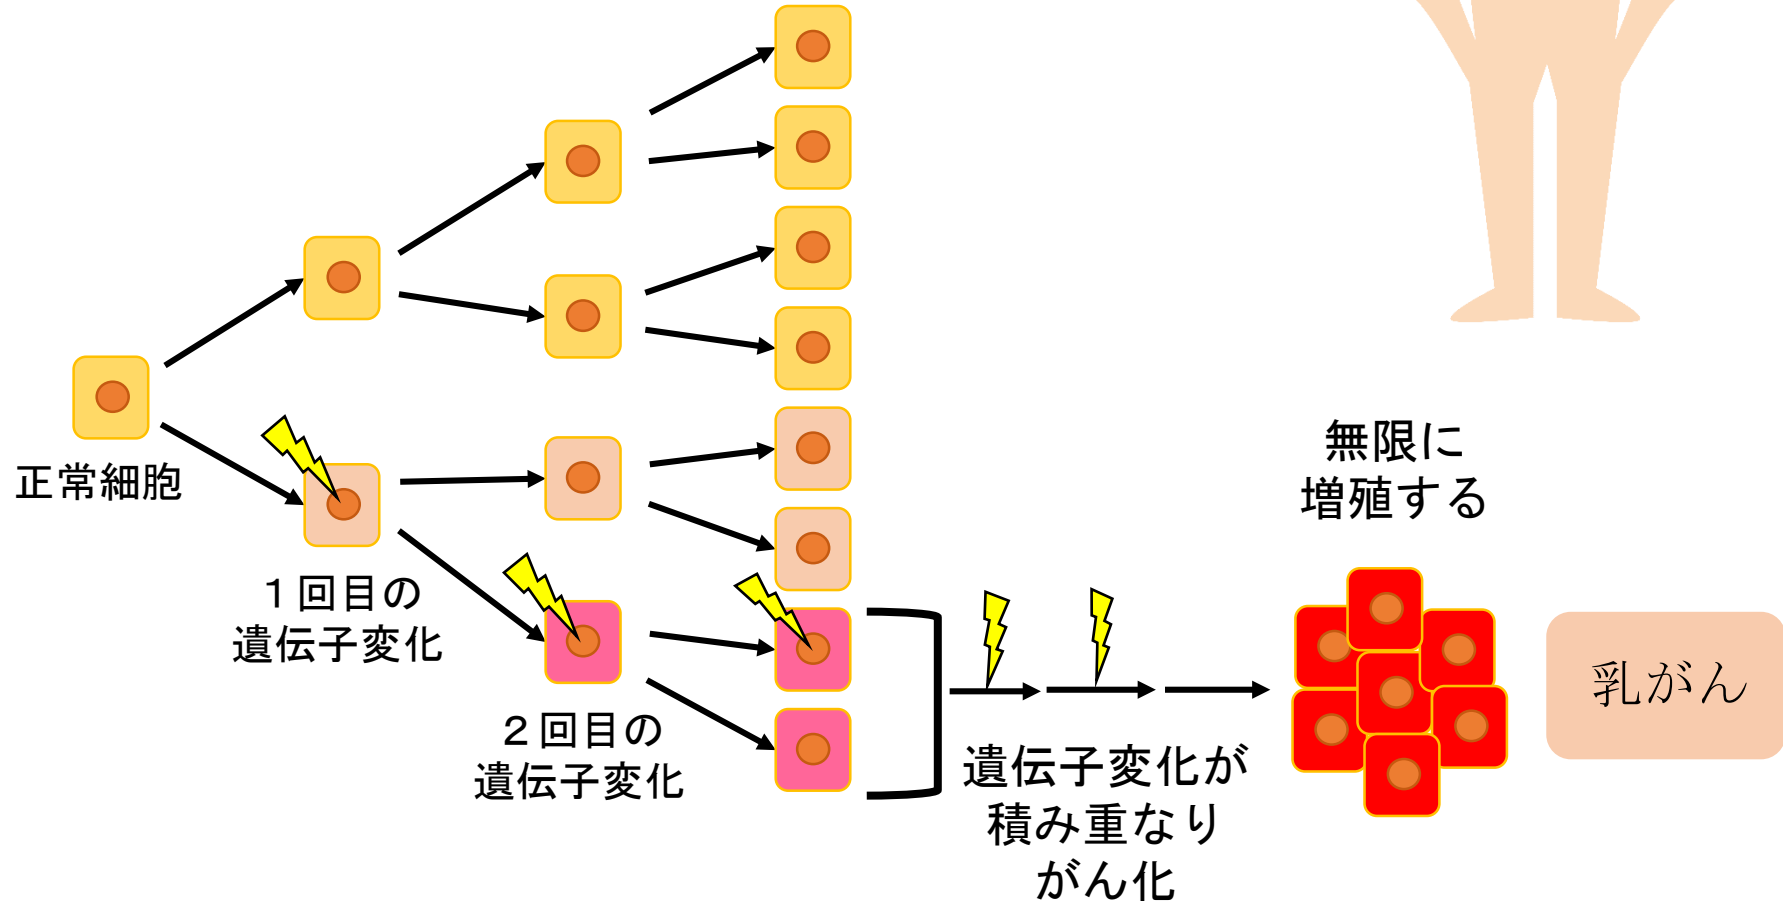 正常細胞
１回目の
遺伝子変化
２回目の
遺伝子変化
遺伝子変化が
積み重なり
がん化
無限に
増殖する
乳がん